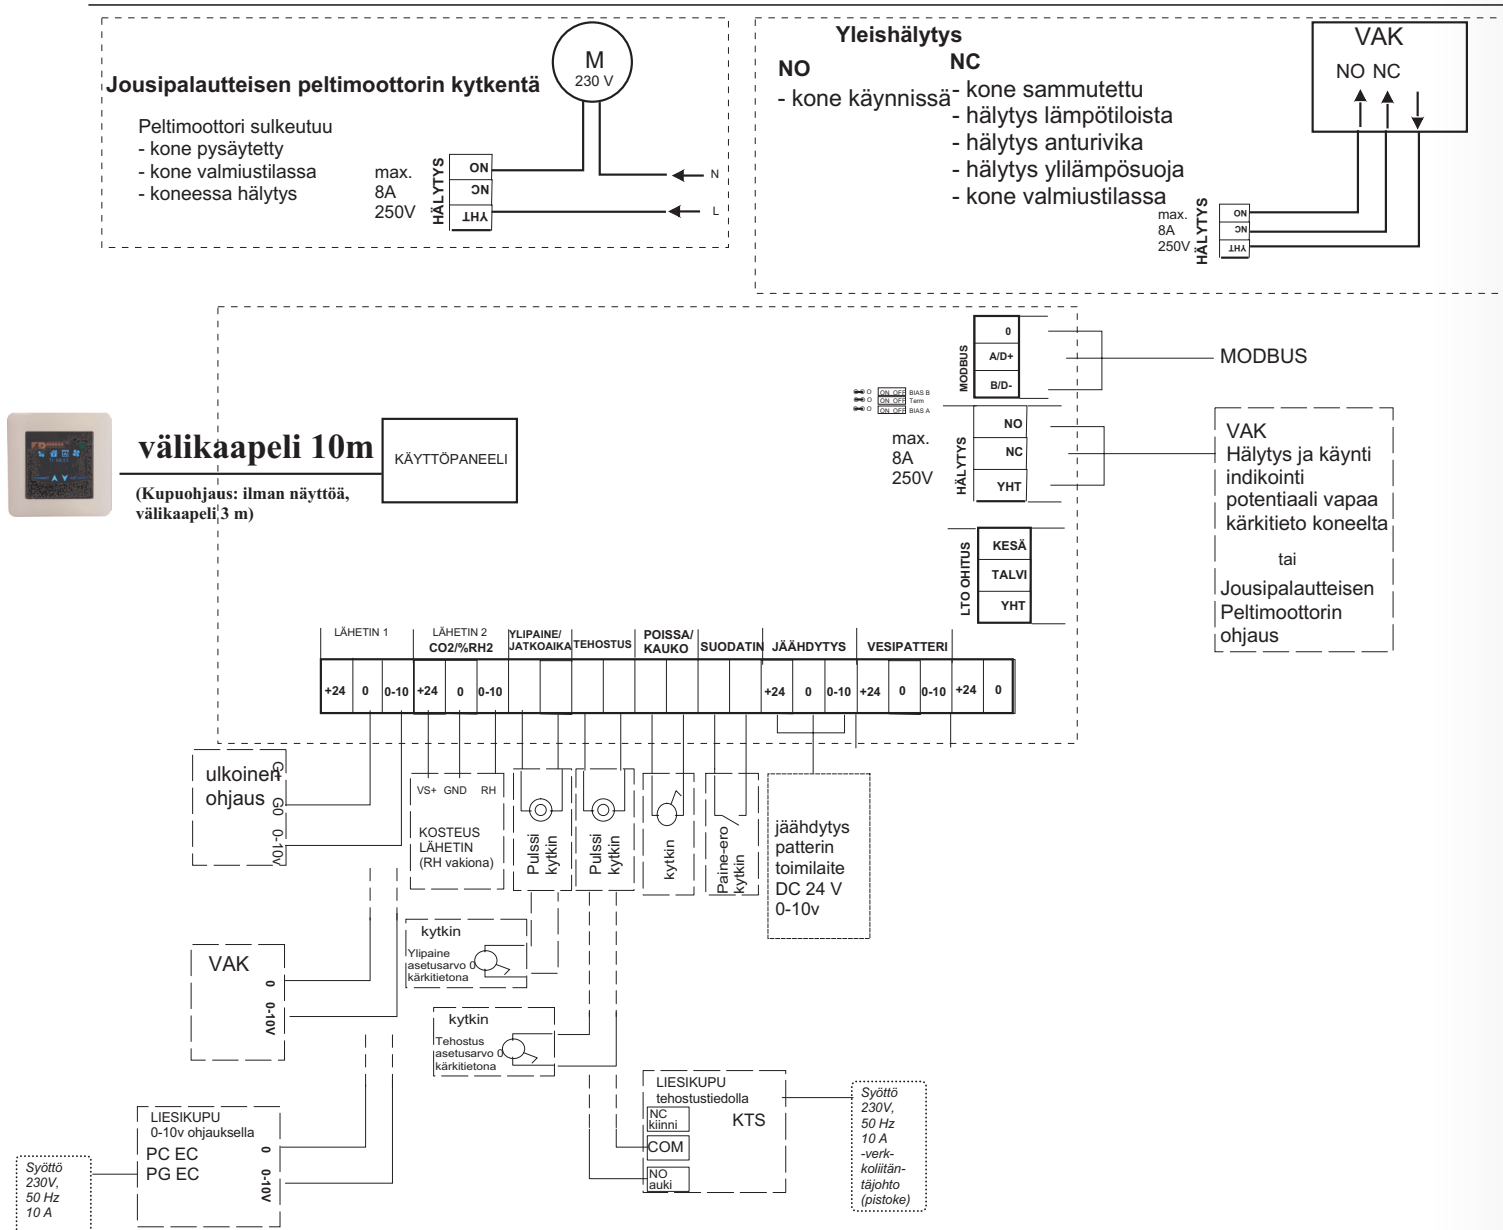 Jousipalautteisen peltimoottorin kytkentä
M
230 V
Peltimoottori sulkeutuu
- kone pysäytetty
- kone valmiustilassa
- koneessa hälytys
max.
8A
250V
HÄLYTYS
NO
NC
YHT
N
L
Yleishälytys
NO
- kone käynnissä
NC
- kone sammutettu
- hälytys lämpötiloista
- hälytys anturivika
- hälytys ylilämpösuoja
- kone valmiustilassa
VAK
NO NC
max.
8A
250V
HÄLYTYS
NO
NC
YHT
välikaapeli 10m
(Kupuohjaus: ilman näyttöä,
välikaapeli 3 m)
KÄYTTÖPANEELI
MODBUS
0
A/D+
B/D-
MODBUS
ON OFF BIAS B
ON OFF Term
ON OFF BIAS A
max.
8A
250V
HÄLYTYS
NO
NC
YHT
VAK
Hälytys ja käynti
indikointi
potentiaali vapaa
kärkitieto koneelta
tai
Jousipalautteisen
Peltimoottorin
ohjaus
LTO OHITUS
KESÄ
TALVI
YHT
LÄHETIN 1
LÄHETIN 2
CO2/%RH2
YLIPAINE/
JATKOAIKA
TEHOSTUS
POISSA/
KAUKO
SUODATIN
JÄÄHDYTYS
VESIPATTERI
+24 0 0-10 +24 0 0-10 +24 0 0-10 +24 0 0-10 +24 0
ulkoinen
ohjaus
G
G0
0-10v
VS+ GND RH
KOSTEUS
LÄHETIN
(RH vakiona)
Pulssi
kytkin
Pulssi
kytkin
kytkin
Paine-ero
kytkin
jäähdytys
patterin
toimilaite
DC 24 V
0-10v
kytkin
Ylipaine
asetusarvo 0
kärkitietona
VAK
0
0-10V
kytkin
Tehostus
asetusarvo 0
kärkitietona
LIESIKUPU
tehostustiedolla
NC
kiinni
KTS
COM
NO
auki
Syöttö
230V,
50 Hz
10 A
-verk-
koliitän-
täjohto
(pistoke)
LIESIKUPU
0-10v ohjauksella
PC EC
PG EC
0
0-10V
Syöttö
230V,
50 Hz
10 A